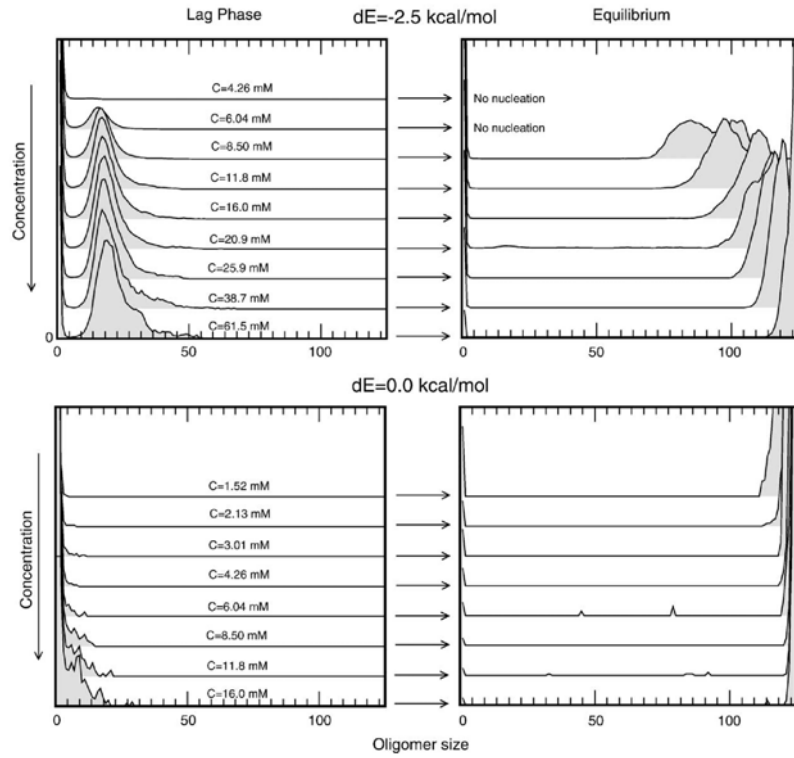 Lag Phase dE=-2.5 kcal/mol Equilibrium
Concentration
C=4.26 mM
C=6.04 mM
C=8.50 mM
C=11.8 mM
C=16.0 mM
C=20.9 mM
C=25.9 mM
C=38.7 mM
C=61.5 mM
No nucleation
No nucleation
0
0 50 100
0 50 100
dE=0.0 kcal/mol
Concentration
C=1.52 mM
C=2.13 mM
C=3.01 mM
C=4.26 mM
C=6.04 mM
C=8.50 mM
C=11.8 mM
C=16.0 mM
0 50 100
0 50 100
Oligomer size